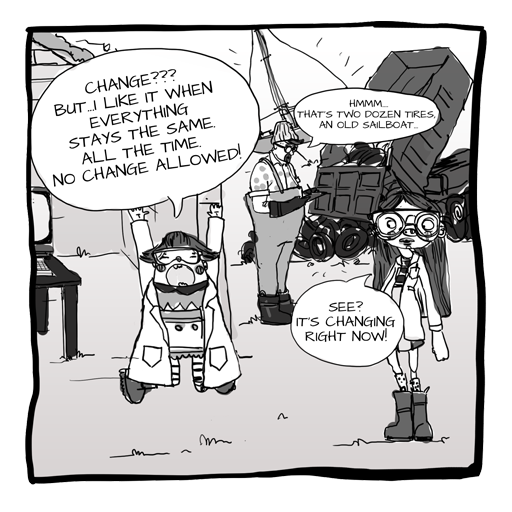 CHANGE???
BUT..I LIKE IT WHEN
EVERYTHING
STAYS THE SAME.
ALL THE TIME.
NO CHANGE ALLOWED!
HMMM...
THAT'S TWO DOZEN TIRES,
AN OLD SAILBOAT...
SEE?
IT'S CHANGING
RIGHT NOW!